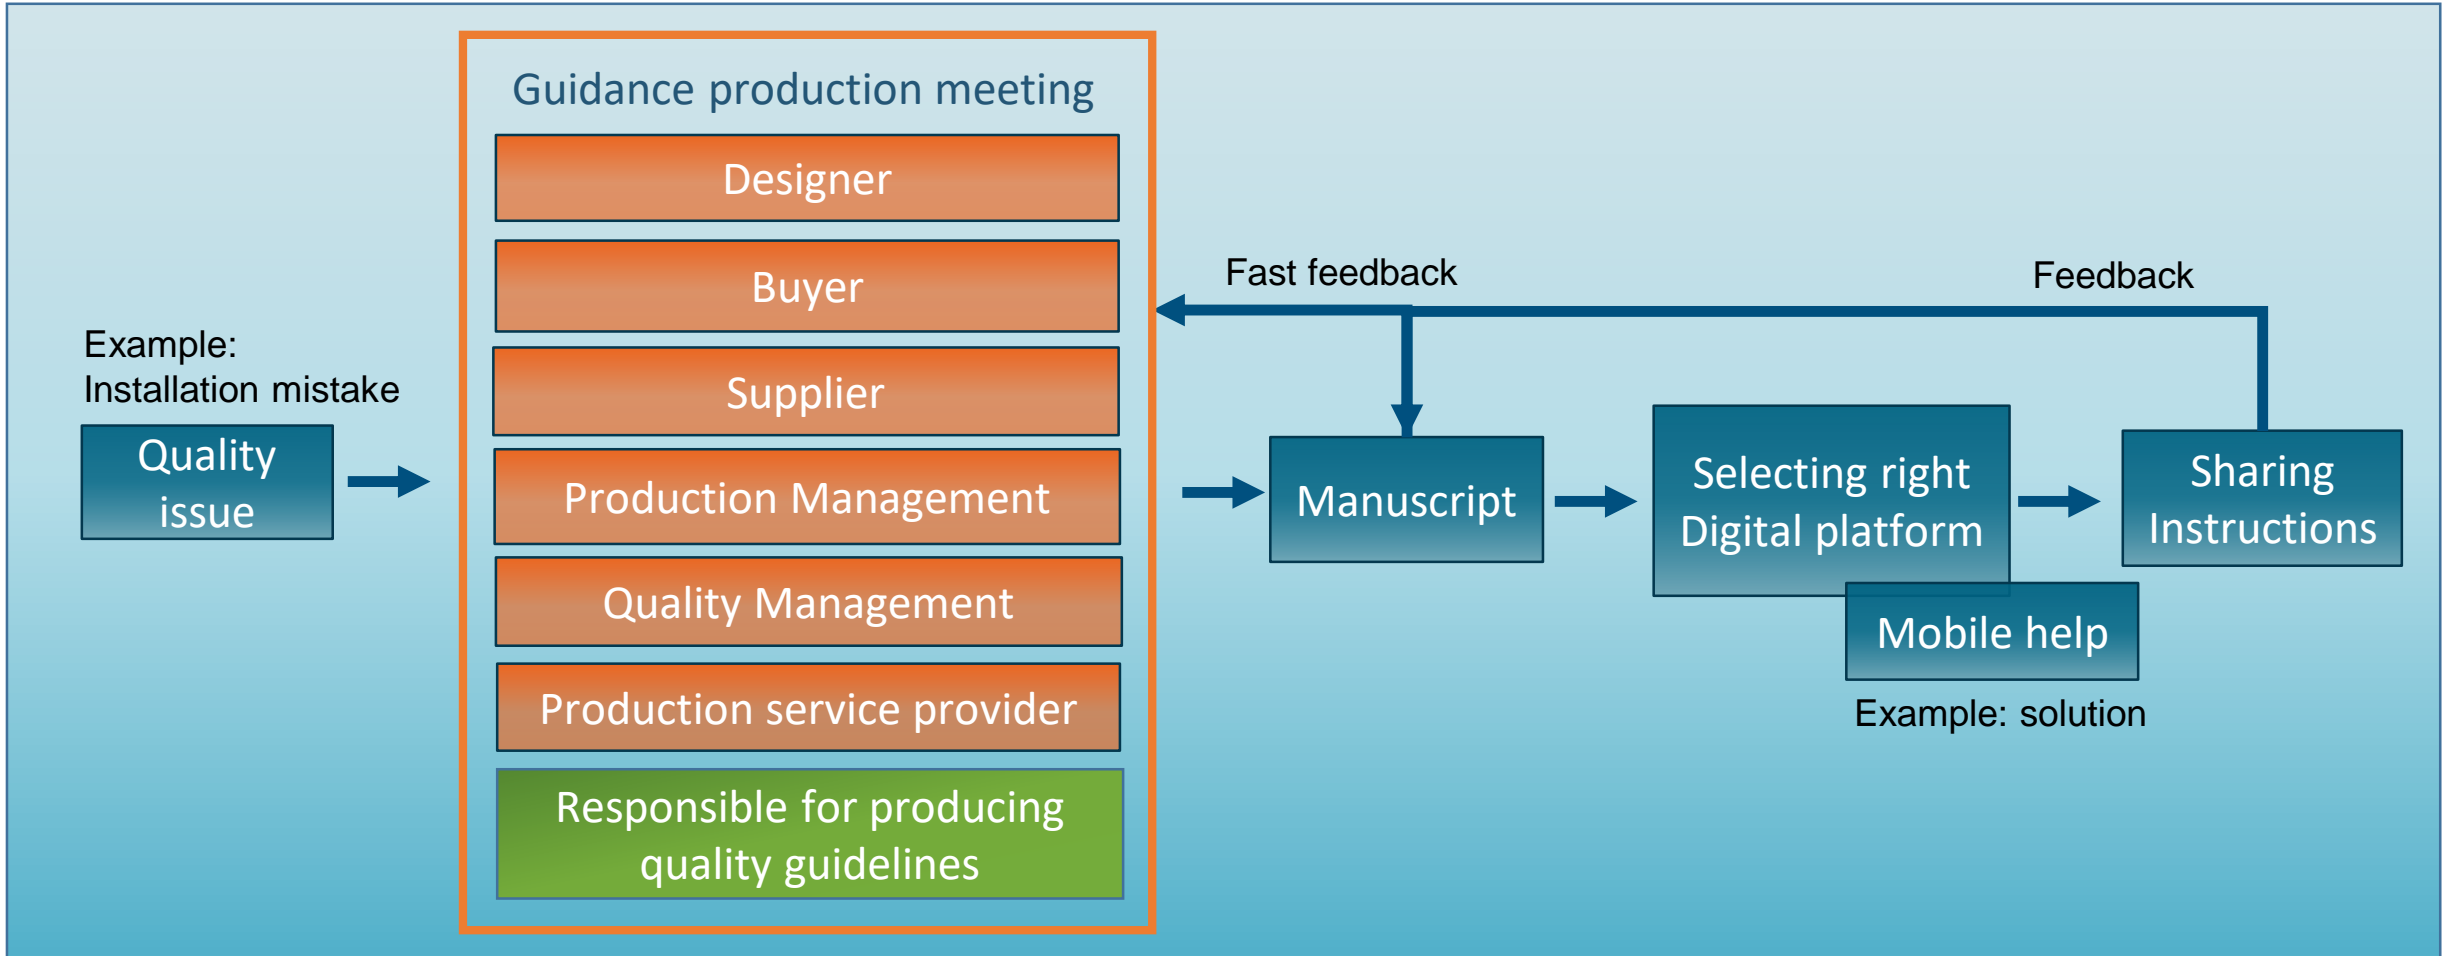 Guidance production meeting
Designer
Buyer
Supplier
Production Management
Quality Management
Production service provider
Responsible for producing
quality guidelines
Example:
Installation mistake
Quality
issue
Fast feedback
Feedback
Manuscript
Selecting right
Digital platform
Mobile help
Example: solution
Sharing
Instructions